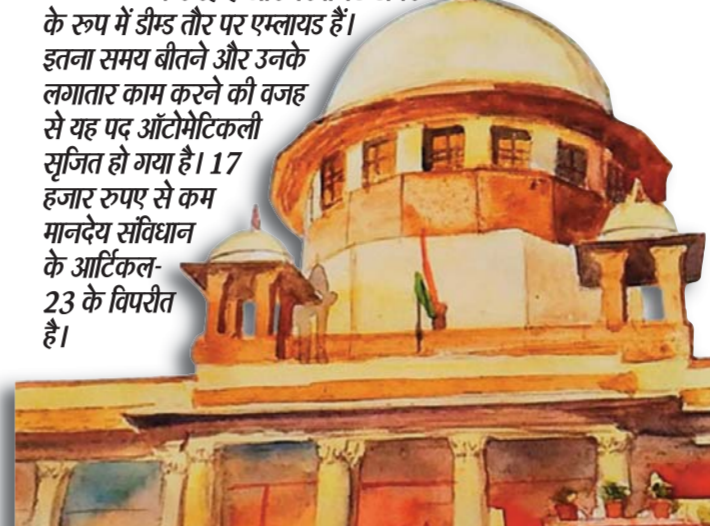 के रूप में डीम्ड तौर पर एम्लायड हैं।
इतना समय बीतने और उनके
लगातार काम करने की वजह
से यह पद ऑटोमेटिकली
सृजित हो गया है। 17
हजार रुपए से कम
मानदेय संविधान
के आर्टिकल-
23 के विपरीत
है।